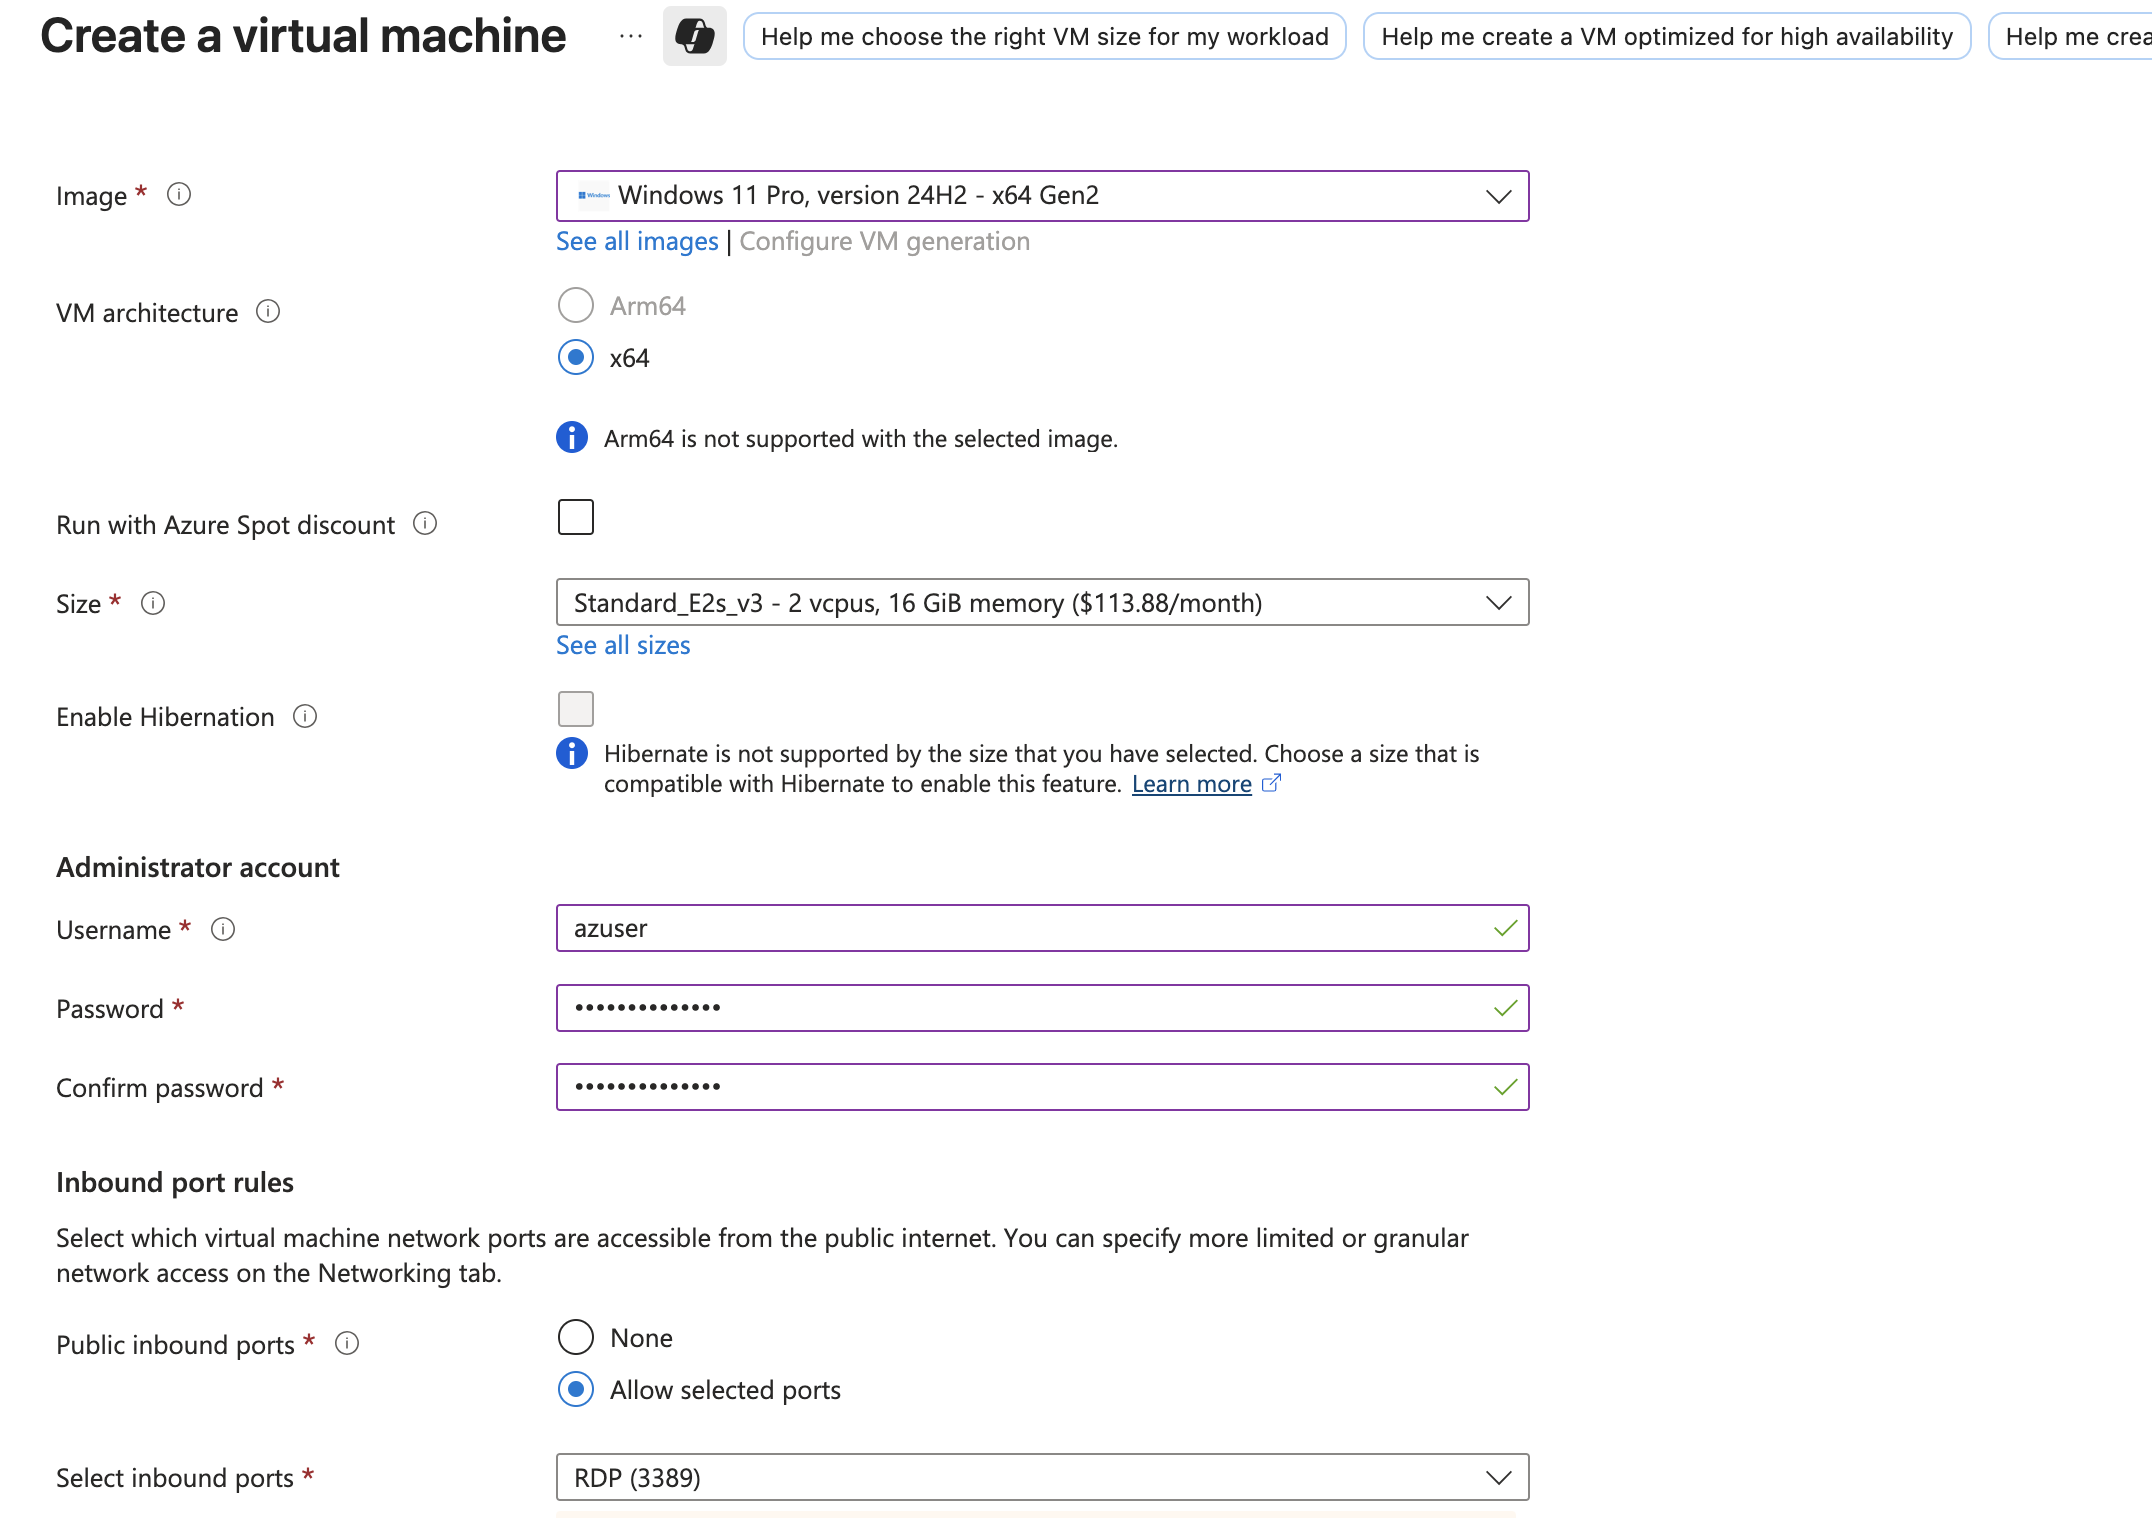 Create a virtual machine
Help me choose the right VM size for my workload
Help me create a VM optimized for high availability
Help me crea
Image *
Windows 11 Pro, version 24H2 - x64 Gen2
See all images | Configure VM generation
VM architecture
Arm64
x64
Arm64 is not supported with the selected image.
Run with Azure Spot discount
Size *
Standard_E2s_v3 - 2 vcpus, 16 GiB memory ($113.88/month)
See all sizes
Enable Hibernation
Hibernate is not supported by the size that you have selected. Choose a size that is
compatible with Hibernate to enable this feature. Learn more
Administrator account
Username *
azuser
Password *
••••••••••••••
Confirm password *
••••••••••••••
Inbound port rules
Select which virtual machine network ports are accessible from the public internet. You can specify more limited or granular
network access on the Networking tab.
Public inbound ports *
None
Allow selected ports
Select inbound ports *
RDP (3389)